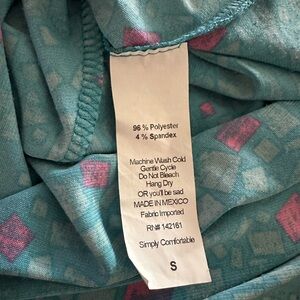 96 % Polyester
4 % Spandex
Machine Wash Cold
Gentle Cycle
Do Not Bleach
Hang Dry
OR you'll be sad
MADE IN MEXICO
Fabric Imported
RN# 142161
Simply Comfortable
S